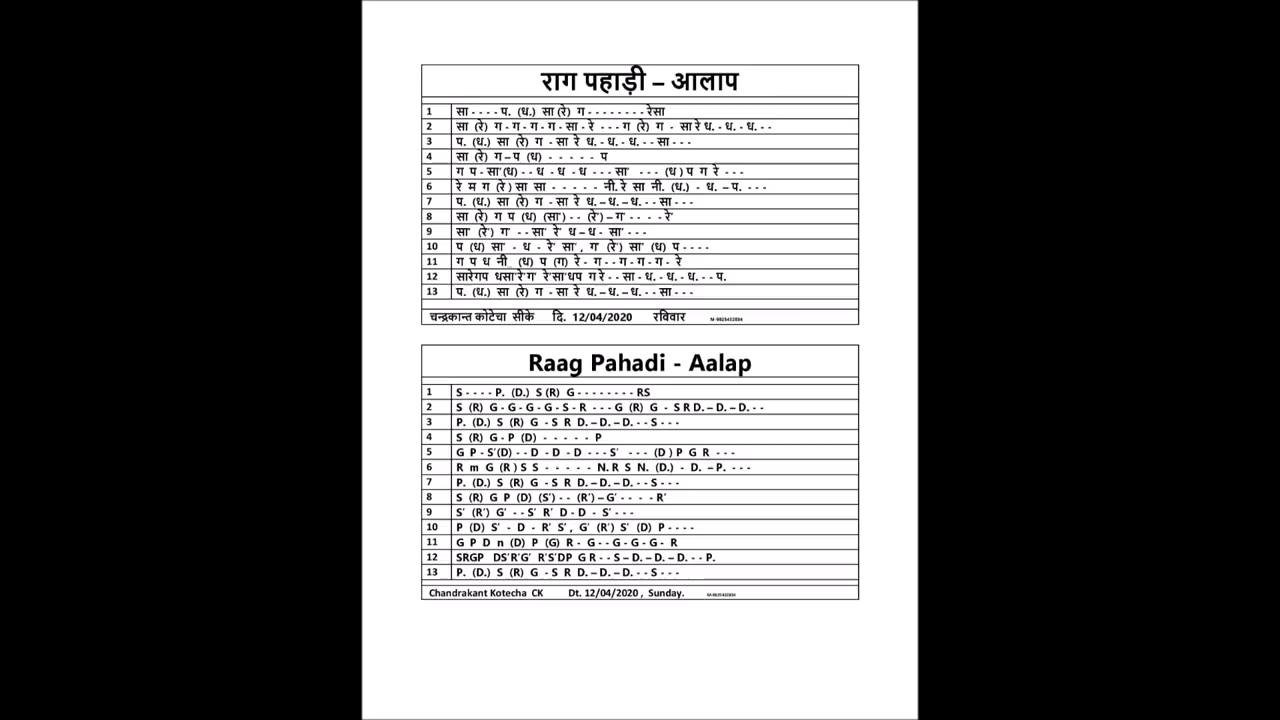 राग पहाड़ी – आलाप
1 सा - - - - प. (ध.) सा (रे) ग - - - - - - - - रेसा
2 सा (रे) ग - ग - ग - ग - सा - रे - - - ग (रे) ग - सा रे ध. - ध. - ध. - -
3 प. (ध.) सा (रे) ग - सा रे ध. - ध. - ध. - - सा - - -
4 सा (रे) ग – प (ध) - - - - - प
5 ग प - सा'(ध) - - ध - ध - ध - - - सा' - - - (ध ) प ग रे - - -
6 रे म ग (रे ) सा सा - - - - - नी. रे सा नी. (ध.) - ध. – प. - - -
7 प. (ध.) सा (रे) ग - सा रे ध. – ध. – ध. - - सा - - -
8 सा (रे) ग प (ध) (सा') - - (रे') – ग' - - - - रे'
9 सा' (रे') ग' - - सा' रे' ध – ध - सा' - - -
10 प (ध) सा' - ध - रे' सा' , ग' (रे') सा' (ध) प - - - -
11 ग प ध नी (ध) प (ग) रे - ग - - ग - ग - ग - रे
12 सारेगप धसा'रे'ग' रे'सा'धप ग रे - - सा - ध. - ध. - ध. - - प.
13 प. (ध.) सा (रे) ग - सा रे ध. – ध. – ध. - - सा - - -
चन्द्रकान्त कोटेचा सीके दि. 12/04/2020 रविवार
Raag Pahadi - Aalap
1 S - - - - P. (D.) S (R) G - - - - - - - - RS
2 S (R) G - G - G - G - S - R - - - G (R) G - S R D. – D. – D. - -
3 P. (D.) S (R) G - S R D. – D. – D. - - S - - -
4 S (R) G - P (D) - - - - - P
5 G P - S'(D) - - D - D - D - - - S' - - - (D ) P G R - - -
6 R m G (R ) S S - - - - - N. R S N. (D.) - D. – P. - - -
7 P. (D.) S (R) G - S R D. – D. – D. - - S - - -
8 S (R) G P (D) (S') - - (R') – G' - - - - R'
9 S' (R') G' - - S' R' D - D - S' - - -
10 P (D) S' - D - R' S' , G' (R') S' (D) P - - - -
11 G P D n (D) P (G) R - G - - G - G - G - R
12 SRGP DS'R'G' R'S'DP G R - - S – D. – D. – D. - - P.
13 P. (D.) S (R) G - S R D. – D. – D. - - S - - -
Chandrakant Kotecha CK Dt. 12/04/2020 , Sunday.